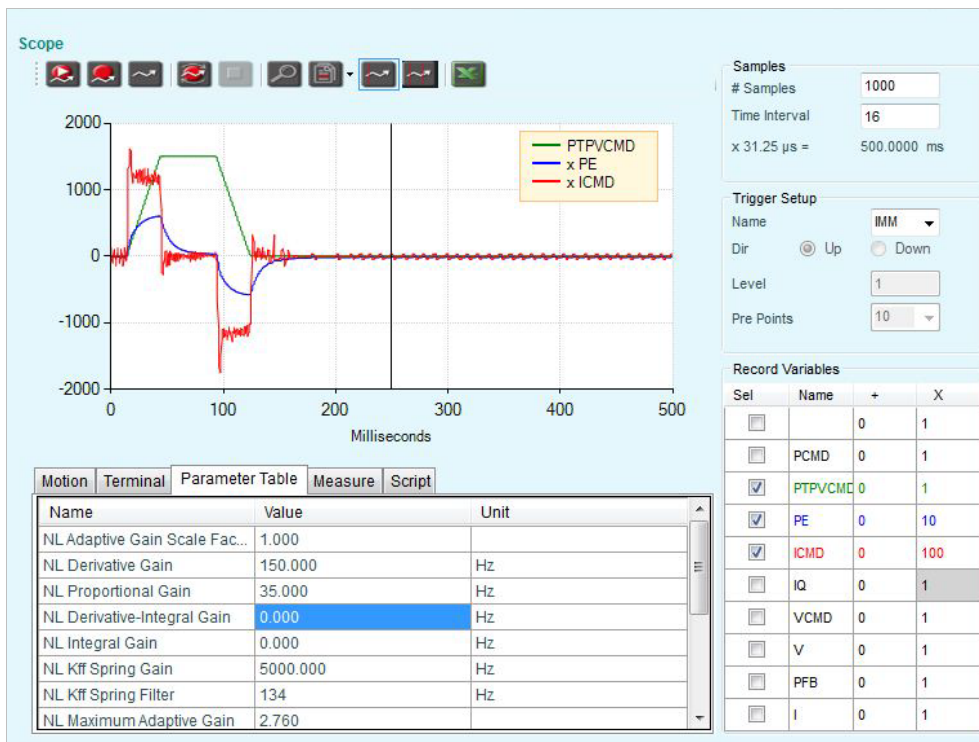 Scope
2000
1000
0
-1000
-2000
PTPVCMD
x PE
x ICMD
0 100 200 300 400 500
Milliseconds
Samples
# Samples 1000
Time Interval 16
x 31.25 µs = 500.0000 ms
Trigger Setup
Name IMM
Dir Up Down
Level 1
Pre Points 10
Record Variables
Sel Name + X
0 1
PCMD 0 1
PTPVCMD 0 1
PE 0 10
ICMD 0 100
IQ 0 1
VCMD 0 1
V 0 1
PFB 0 1
I 0 1
Motion Terminal Parameter Table Measure Script
Name Value Unit
NL Adaptive Gain Scale Fac... 1.000
NL Derivative Gain 150.000 Hz
NL Proportional Gain 35.000 Hz
NL Derivative-Integral Gain 0.000 Hz
NL Integral Gain 0.000 Hz
NL Kff Spring Gain 5000.000 Hz
NL Kff Spring Filter 134 Hz
NL Maximum Adaptive Gain 2.760